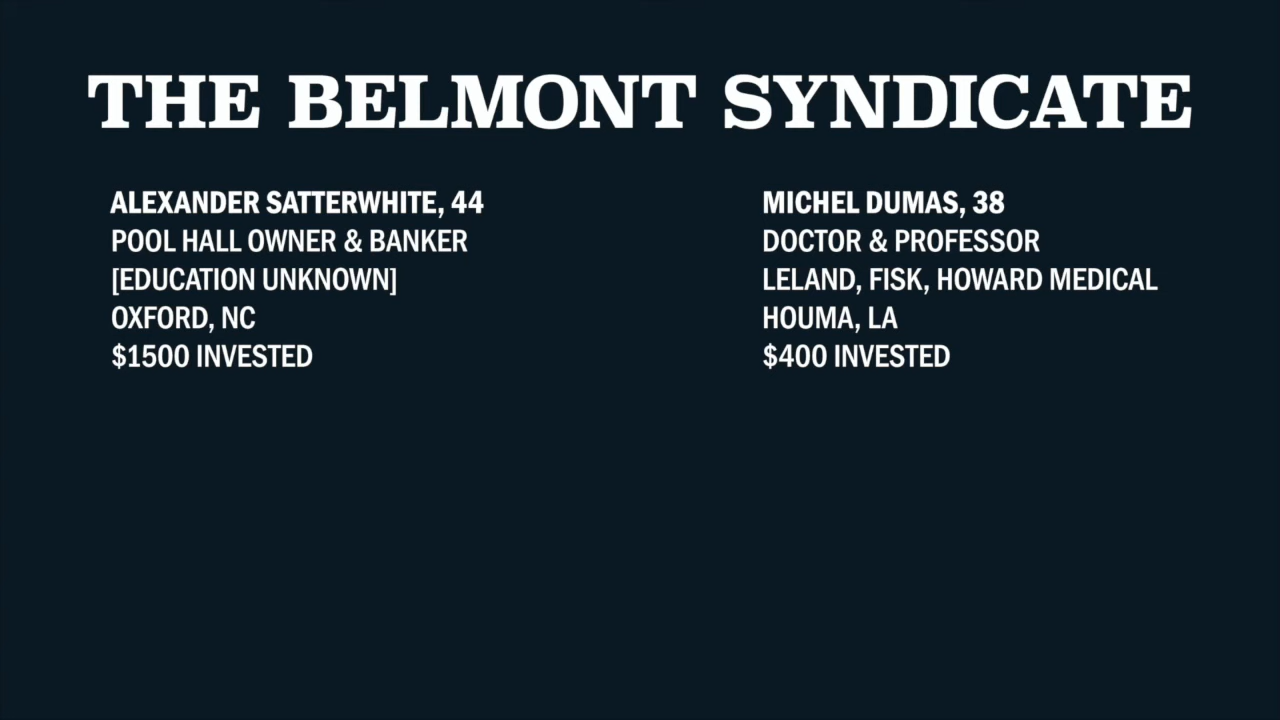 THE BELMONT SYNDICATE
ALEXANDER SATTERWHITE, 44
POOL HALL OWNER & BANKER
[EDUCATION UNKNOWN]
OXFORD, NC
$1500 INVESTED
MICHEL DUMAS, 38
DOCTOR & PROFESSOR
LELAND, FISK, HOWARD MEDICAL
HOUMA, LA
$400 INVESTED